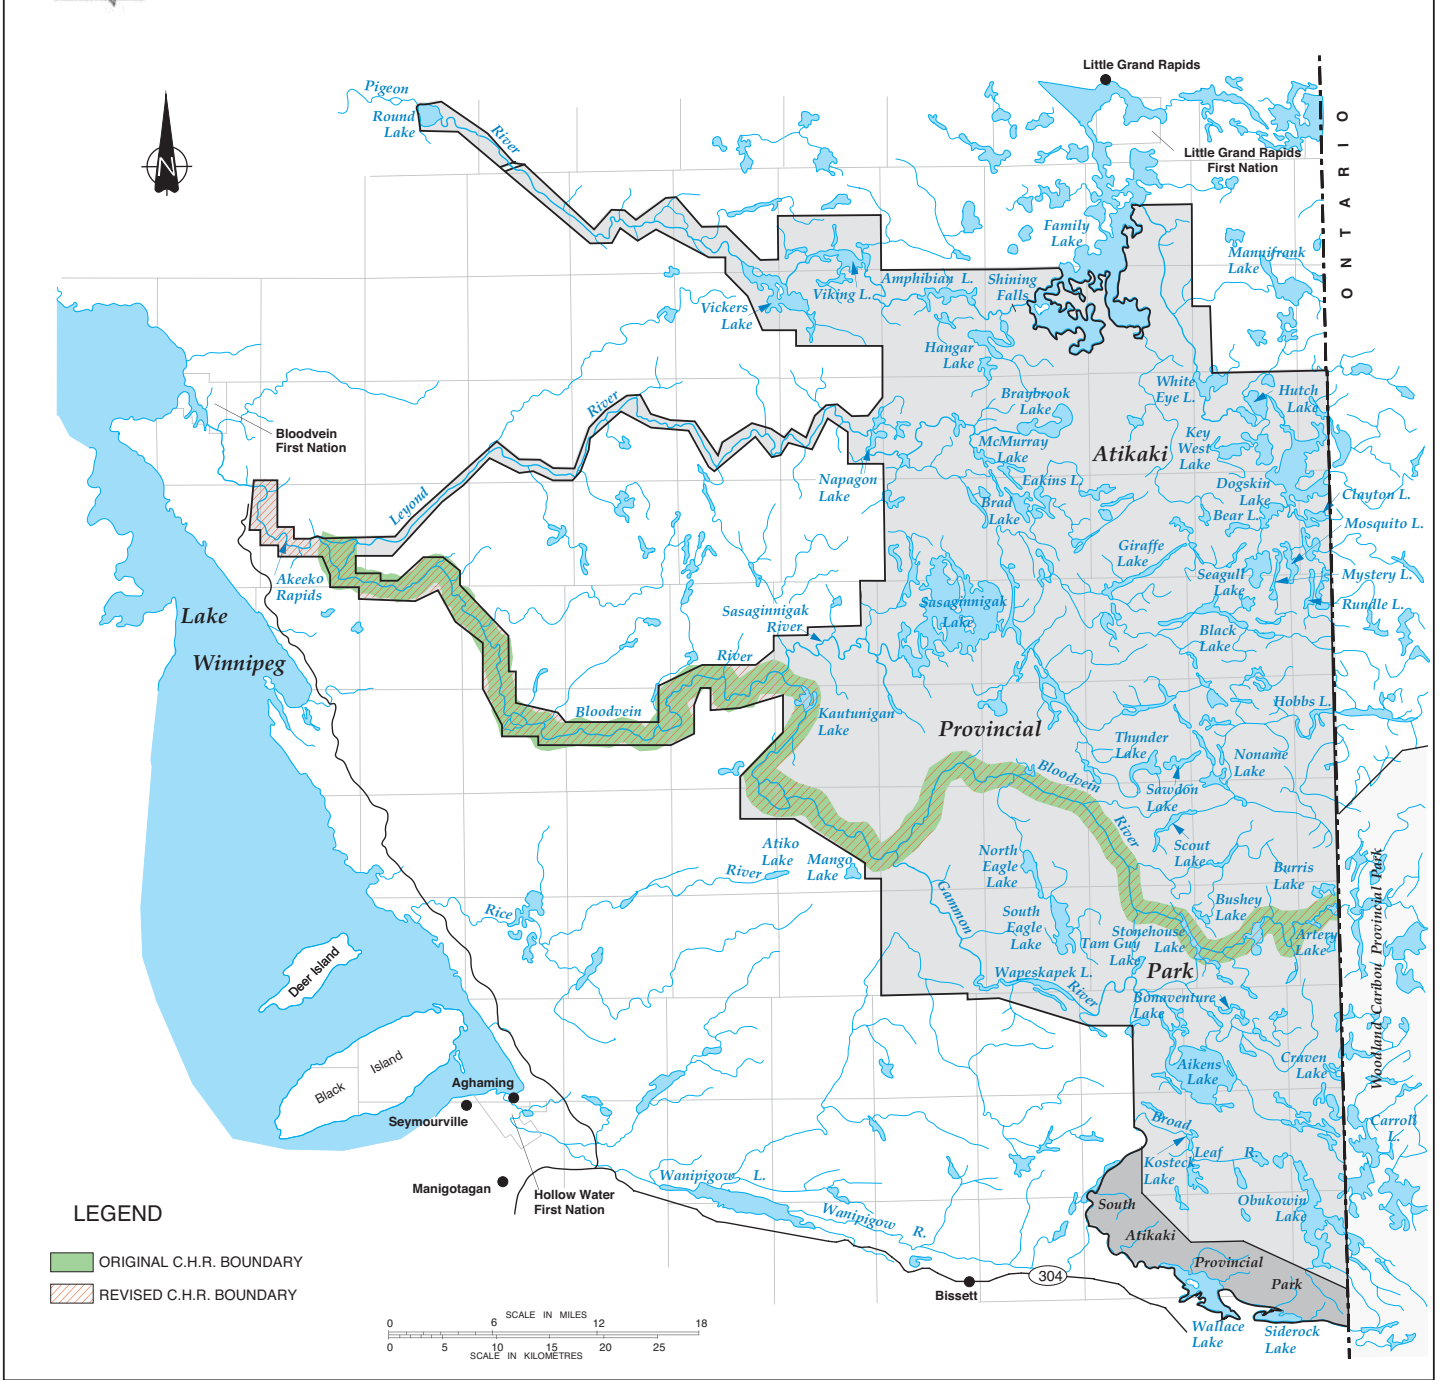 Little Grand Rapids
Pigeon
Round
Lake
River
Little Grand Rapids
First Nation
ONTARIO
Family
Lake
Mannifrank
Lake
Amphibian L.
Shining
Falls
Viking L.
Vickers
Lake
Hangar
Lake
White
Eye L.
Hutch
Lake
Braybrook
Lake
River
Bloodvein
First Nation
McMurray
Lake
Atikaki
Key
West
Lake
Napagon
Lake
Eakins L.
Dogskin
Lake
Clayton L.
Leyond
Brad
Lake
Bear L.
Mosquito L.
Giraffe
Lake
Akeeko
Rapids
Seagull
Lake
Mystery L.
Rundle L.
Sasaginnigak
River
Sasaginnigak
Lake
Lake
Winnipeg
Black
Lake
River
Bloodvein
Kautunigan
Lake
Hobbs L.
Provincial
Thunder
Lake
Noname
Lake
Bloodvein
Sawdon
Lake
River
Scout
Lake
Atiko
Lake
Mango
Lake
North
Eagle
Lake
Burris
Lake
River
Rice
Gammon
South
Eagle
Lake
Bushey
Lake
Stonehouse
Lake
Artery
Lake
Tam Guy
Lake
Woodland Caribou Provincial Park
Deer Island
Park
Wapeskapek L.
River
Bonaventure
Lake
Black
Island
Aikens
Lake
Craven
Lake
Aghaming
Seymourville
Broad
Leaf R.
Carroll
L.
Kosteck
Lake
Manigotagan
Hollow Water
First Nation
Wanipigow L.
Wanipigow R.
Obukowin
Lake
South
Atikaki
Provincial
Park
304
Bissett
Wallace
Lake
Siderock
Lake
N
LEGEND
ORIGINAL C.H.R. BOUNDARY
REVISED C.H.R. BOUNDARY
SCALE IN MILES
0 6 12 18
0 5 10 15 20 25
SCALE IN KILOMETRES